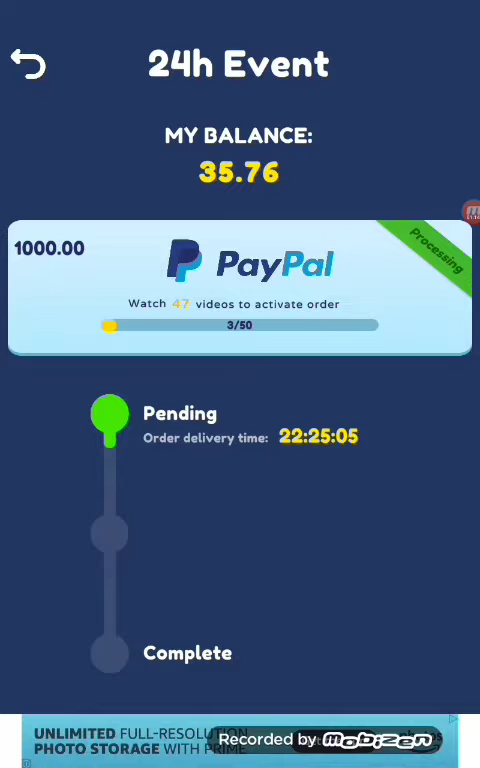 24h Event
MY BALANCE:
35.76
1000.00
PayPal
Processing
Watch 47 videos to activate order
3/50
Pending
Order delivery time: 22:25:05
Complete
UNLIMITED FULL-RESOLUTION
PHOTO STORAGE WITH PRIME
Recorded by mobizen